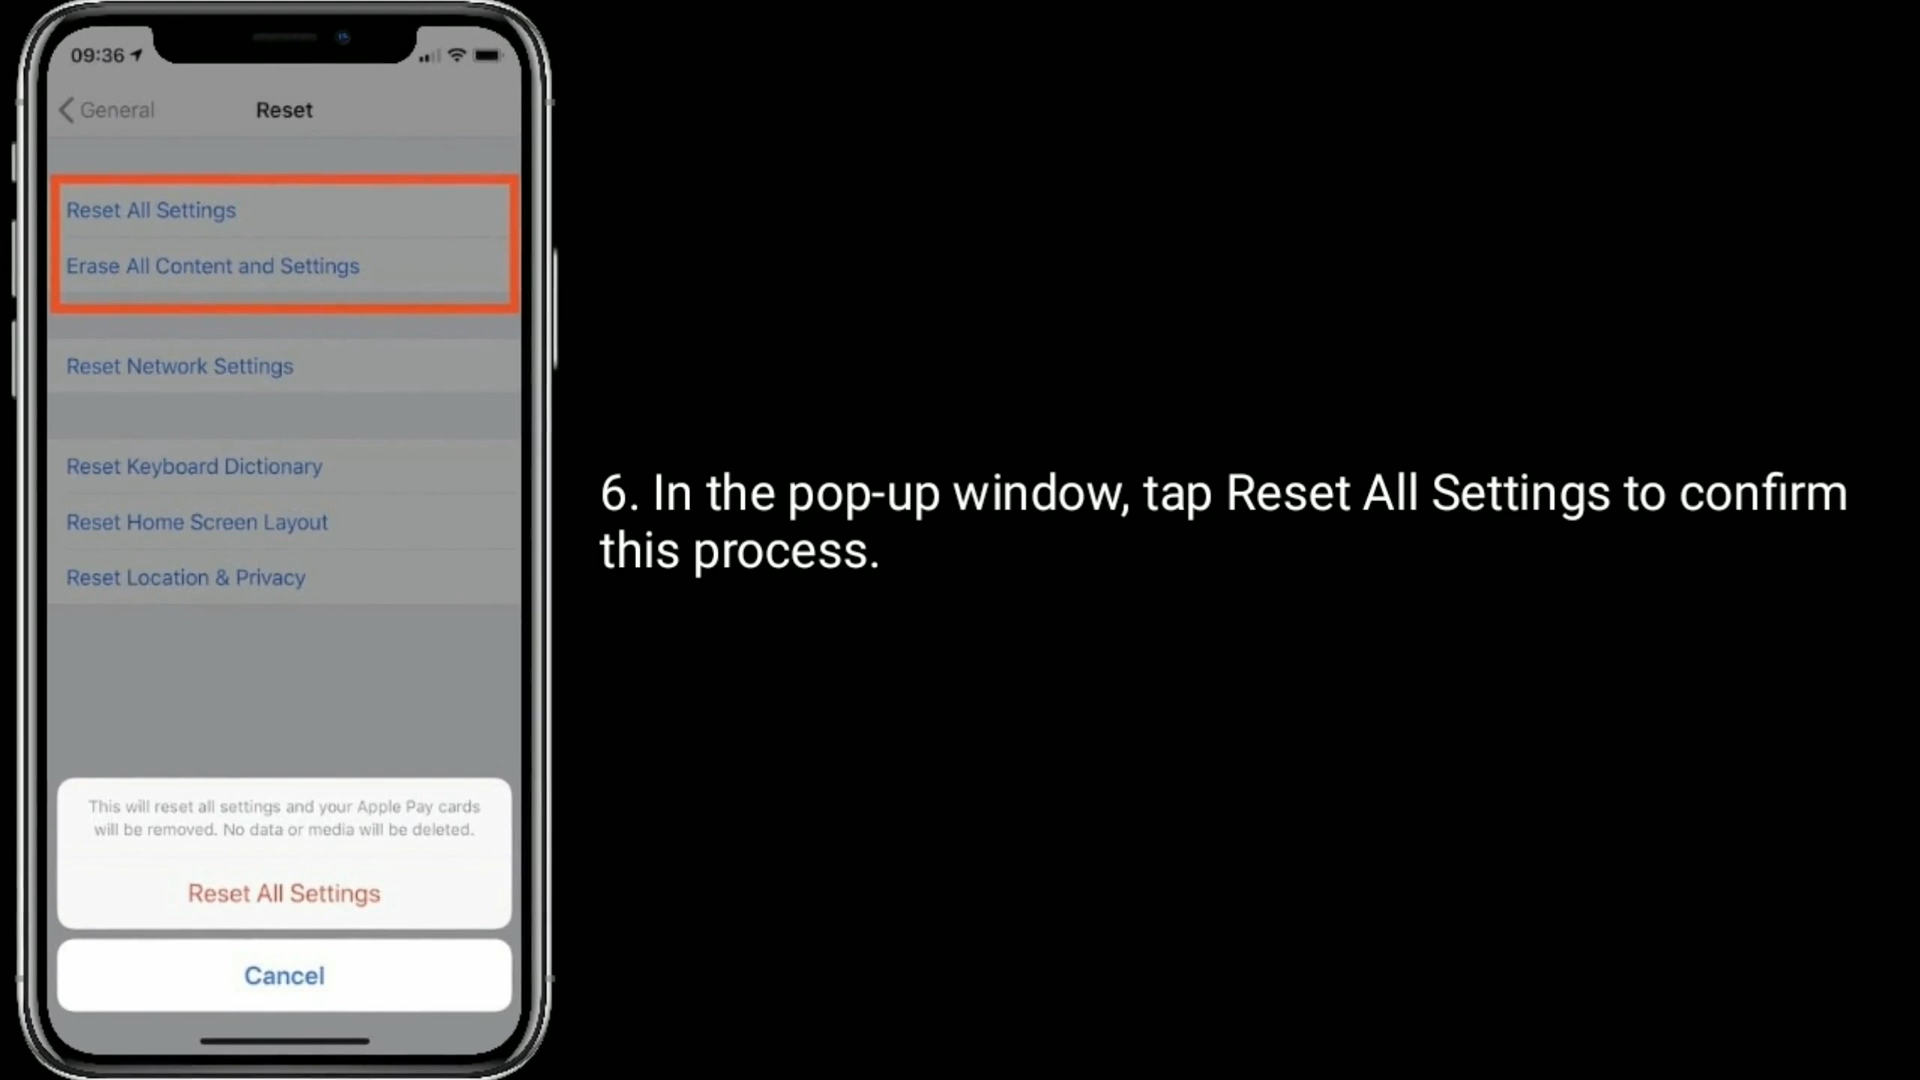 09:36
General
Reset
Reset All Settings
Erase All Content and Settings
Reset Network Settings
Reset Keyboard Dictionary
Reset Home Screen Layout
Reset Location & Privacy
This will reset all settings and your Apple Pay cards
will be removed. No data or media will be deleted.
Reset All Settings
Cancel
6. In the pop-up window, tap Reset All Settings to confirm
this process.